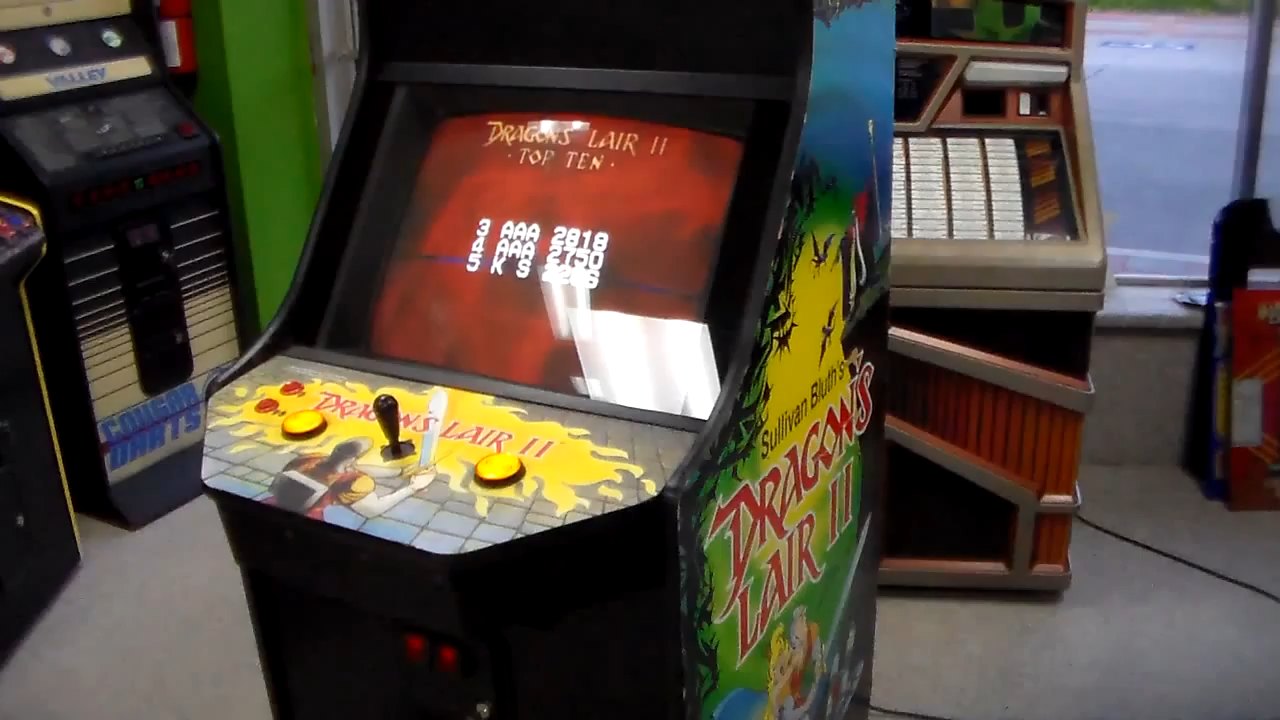 VALLEY
COUGAR
DARTS
DRAGON'S LAIR II
· TOP TEN ·
3 AAA 2818
4 AAA 2750
5 K S
DRAGON'S LAIR II
Sullivan Bluth's
DRAGON'S
LAIR II